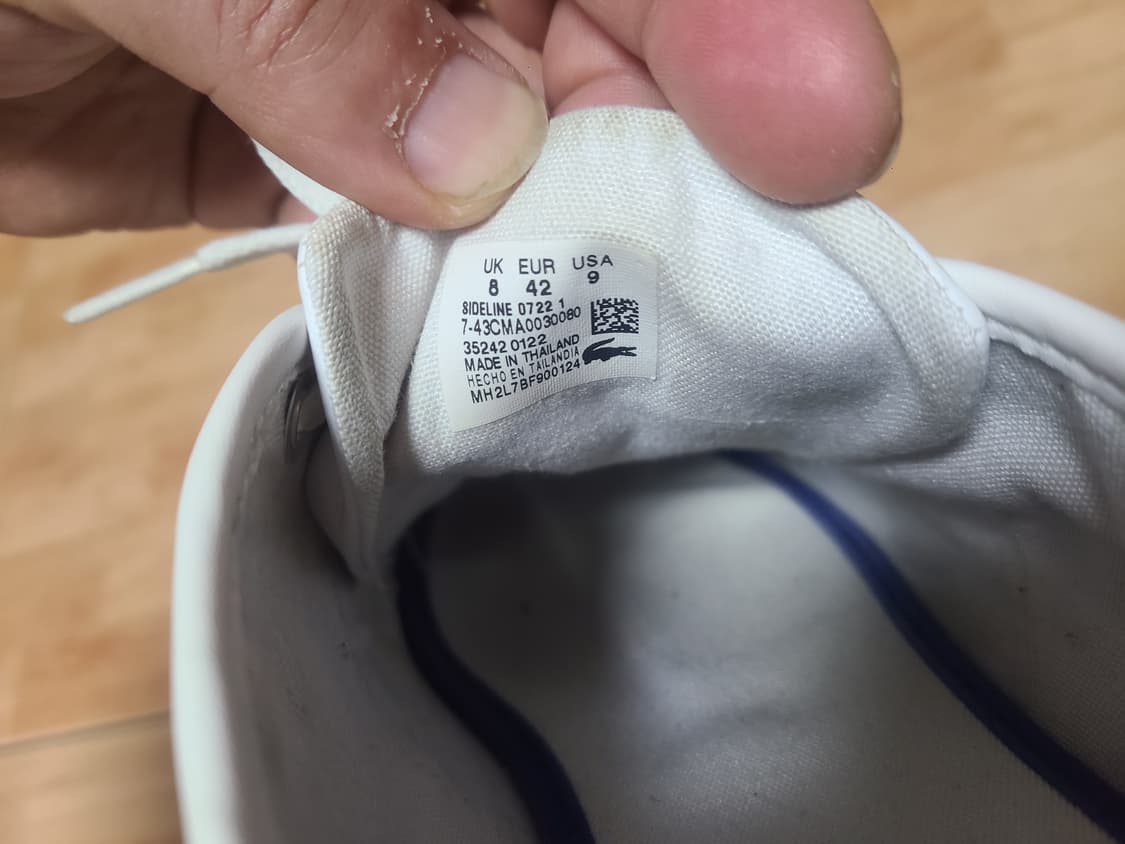 UK EUR USA
8 42 9
SIDELINE 0722 1
7-43CMA0030080
35242 0122
MADE IN THAILAND
HECHO EN TAILANDIA
MH2L7BF900124